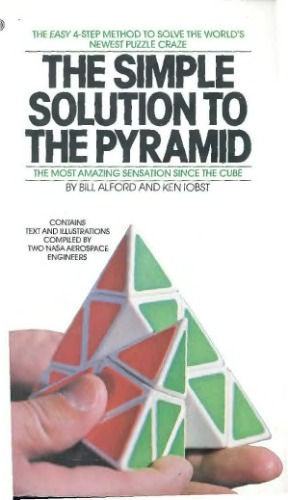 THE EASY 4-STEP METHOD TO SOLVE THE WORLD'S
NEWEST PUZZLE CRAZE
THE SIMPLE
SOLUTION TO
THE PYRAMID
THE MOST AMAZING SENSATION SINCE THE CUBE
BY BILL ALFORD AND KEN IOBST
CONTAINS
TEXT AND ILLUSTRATIONS
COMPILED BY
TWO NASA AEROSPACE
ENGINEERS